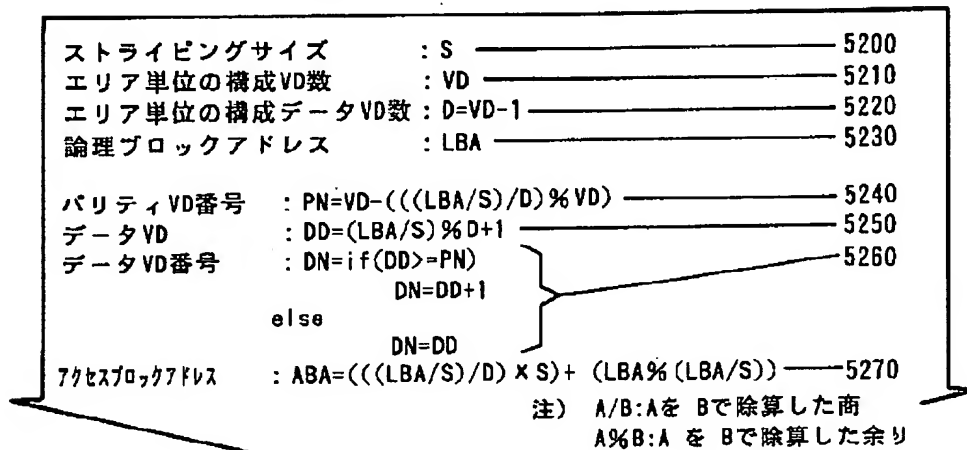 ストライピングサイズ :S 5200
エリア単位の構成VD数 :VD 5210
エリア単位の構成データVD数:D=VD-1 5220
論理ブロックアドレス :LBA 5230
パリティVD番号 :PN=VD-(((LBA/S)/D)%VD) 5240
データVD :DD=(LBA/S)%D+1 5250
データVD番号 :DN=if(DD>=PN) 5260
DN=DD+1
else
DN=DD
アクセスブロックアドレス :ABA=(((LBA/S)/D)×S)+ (LBA%(LBA/S)) 5270
注) A/B:Aを Bで除算した商
A%B:A を Bで除算した余り